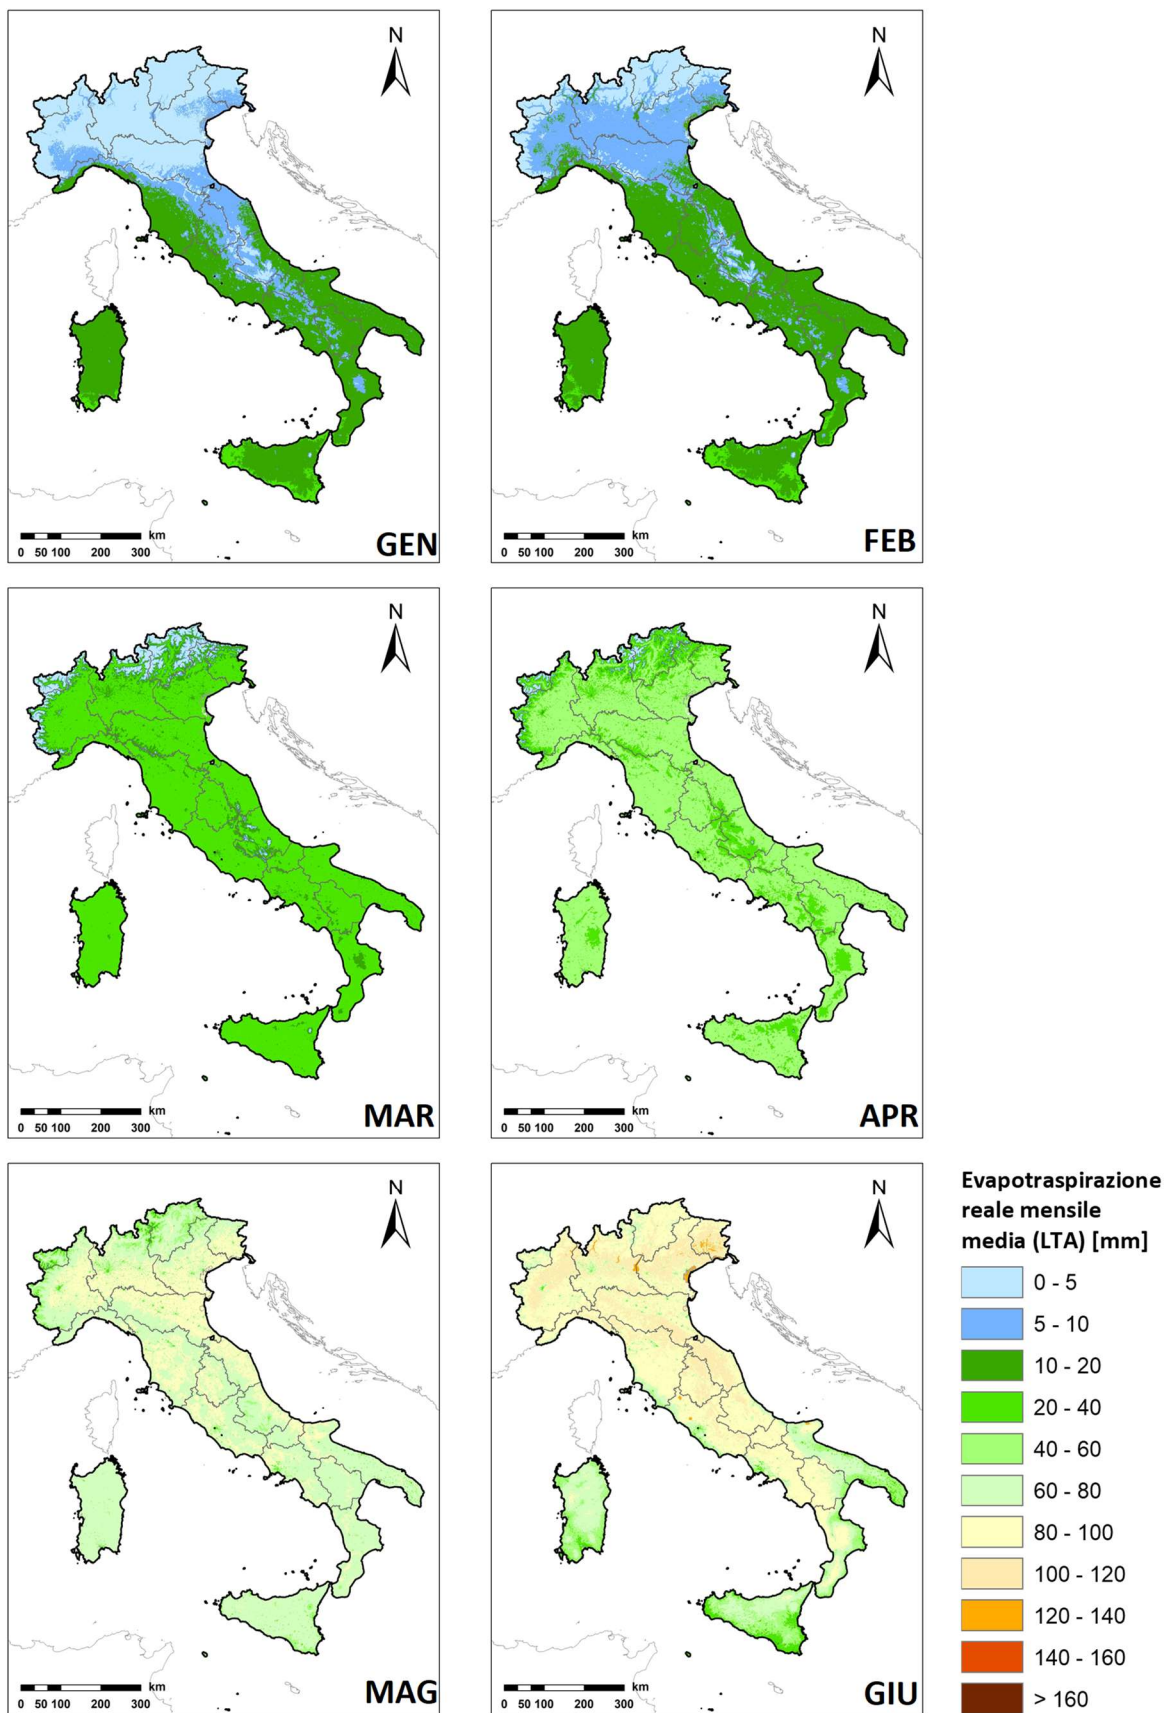 N
N
km
0 50 100 200 300
GEN
km
0 50 100 200 300
FEB
N
N
km
0 50 100 200 300
MAR
km
0 50 100 200 300
APR
N
N
km
0 50 100 200 300
MAG
km
0 50 100 200 300
GIU
Evapotraspirazione
reale mensile
media (LTA) [mm]
0 - 5
5 - 10
10 - 20
20 - 40
40 - 60
60 - 80
80 - 100
100 - 120
120 - 140
140 - 160
> 160